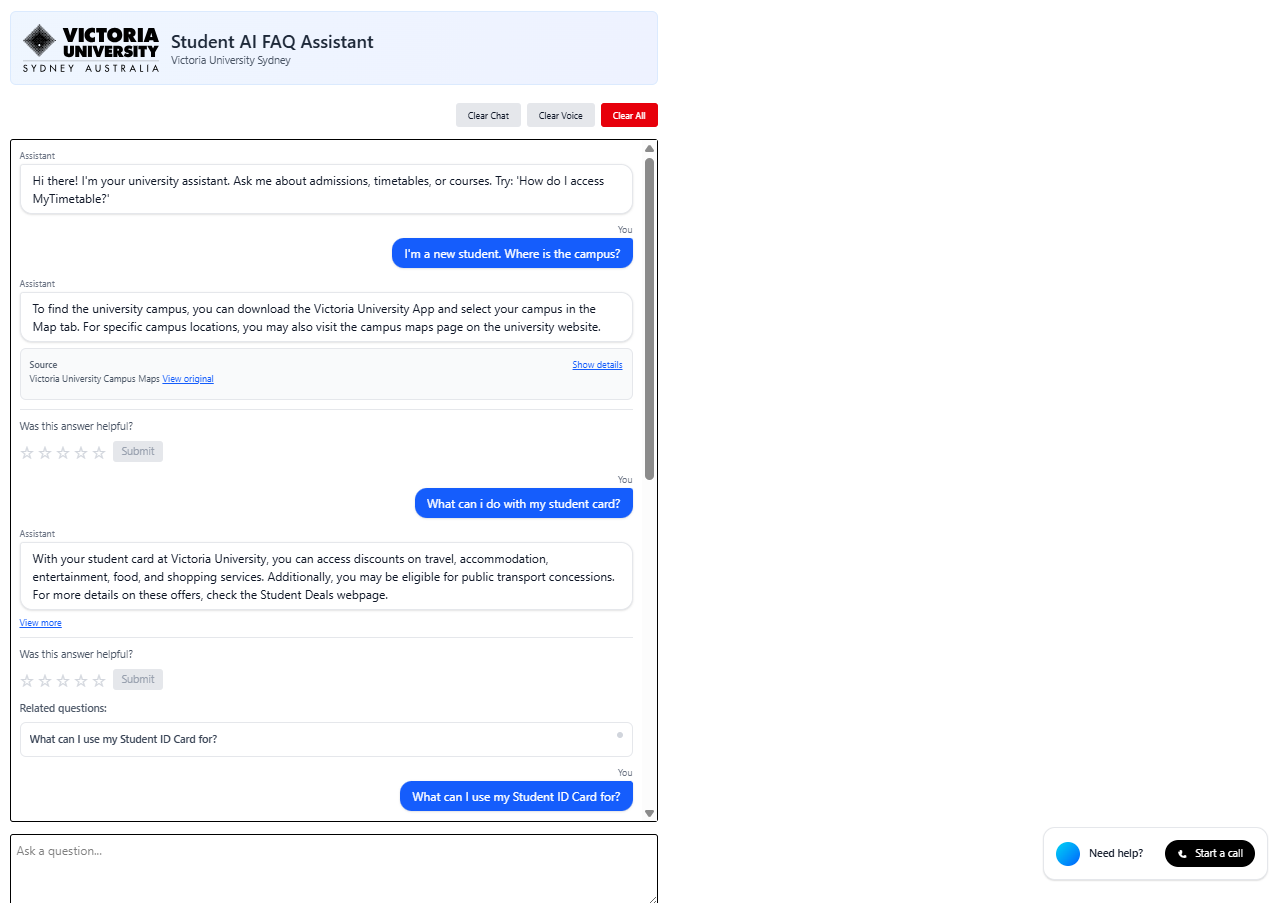 VICTORIA
UNIVERSITY
SYDNEY AUSTRALIA
Student AI FAQ Assistant
Victoria University Sydney
Clear Chat
Clear Voice
Clear All
Assistant
Hi there! I'm your university assistant. Ask me about admissions, timetables, or courses. Try: 'How do I access
MyTimetable?'
You
I'm a new student. Where is the campus?
Assistant
To find the university campus, you can download the Victoria University App and select your campus in the
Map tab. For specific campus locations, you may also visit the campus maps page on the university website.
Source
Show details
Victoria University Campus Maps View original
Was this answer helpful?
Submit
You
What can i do with my student card?
Assistant
With your student card at Victoria University, you can access discounts on travel, accommodation,
entertainment, food, and shopping services. Additionally, you may be eligible for public transport concessions.
For more details on these offers, check the Student Deals webpage.
View more
Was this answer helpful?
Submit
Related questions:
What can I use my Student ID Card for?
You
What can I use my Student ID Card for?
Ask a question...
Need help?
Start a call